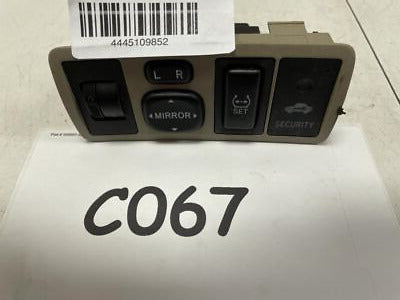 4445109852
L R
MIRROR
SET
SECURITY
C067